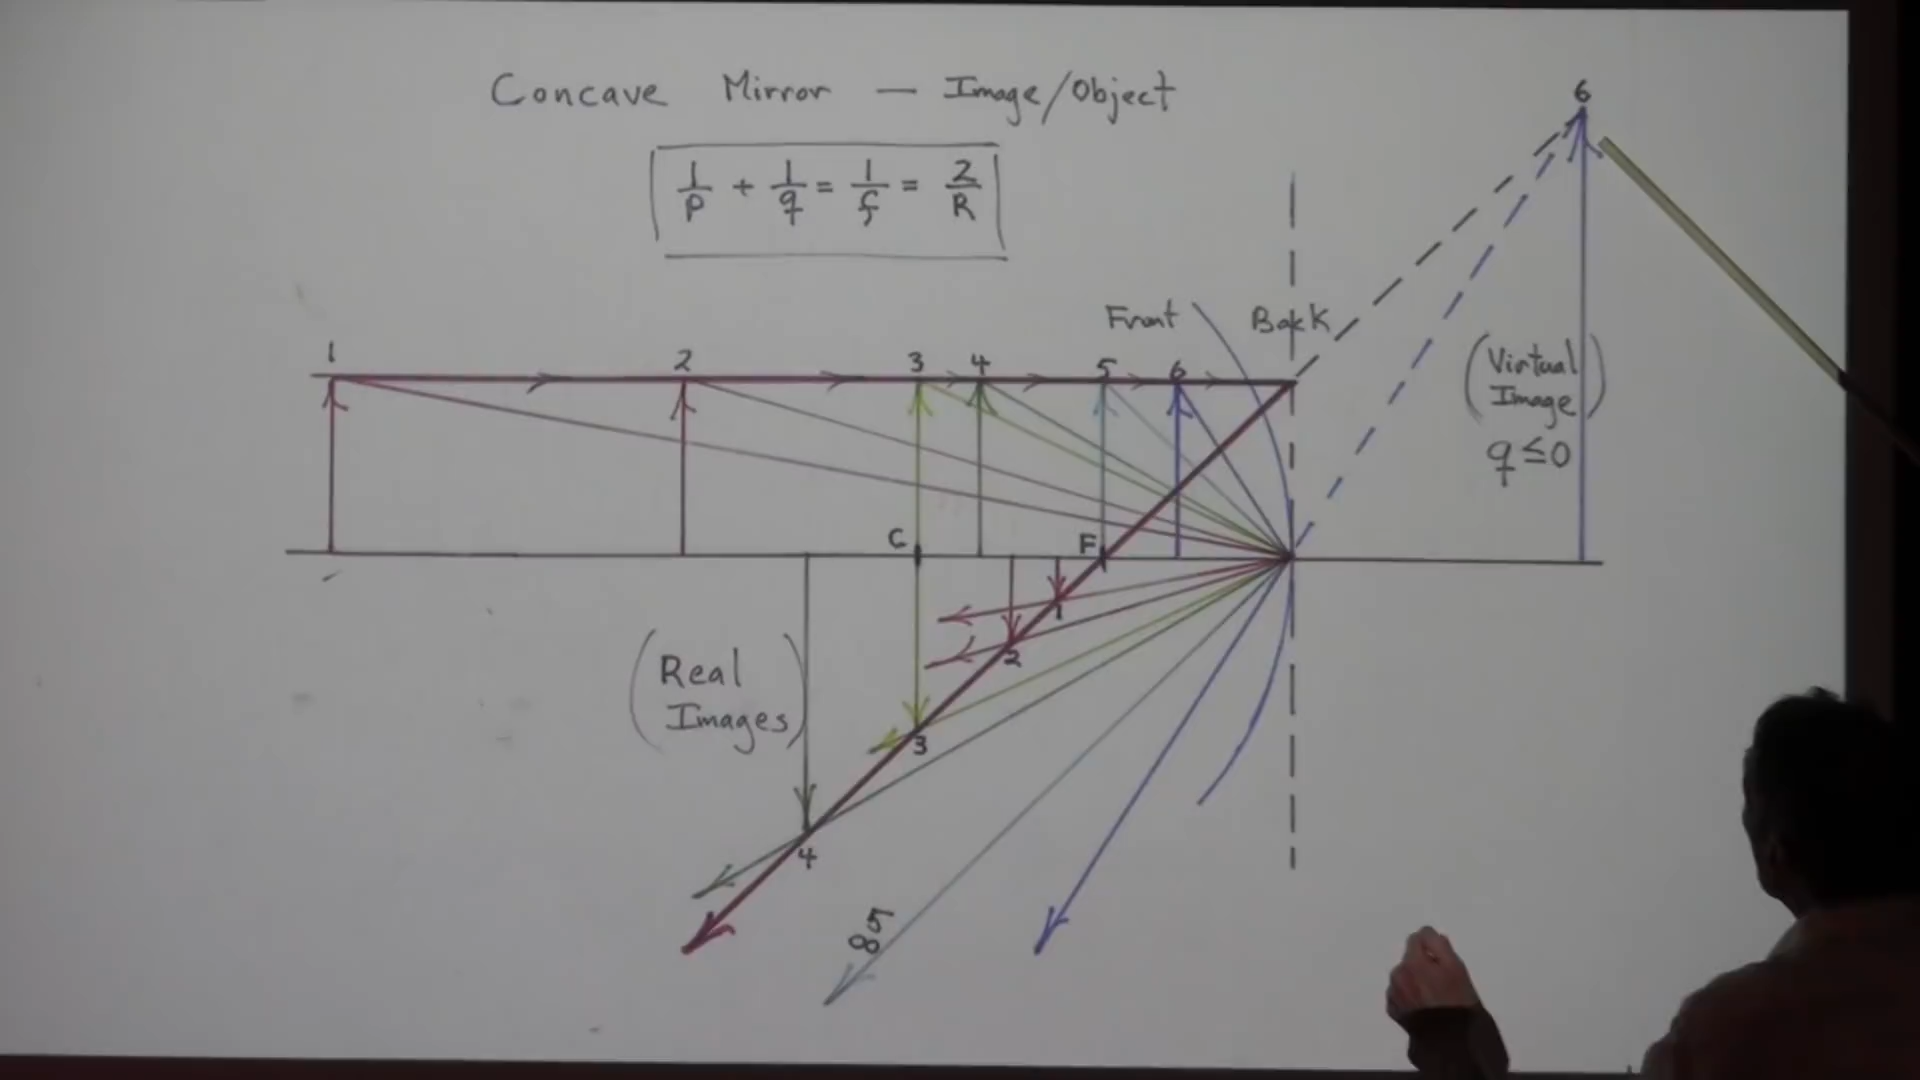 Concave Mirror — Image/Object
1/p + 1/q = 1/f = 2/R
6
Front Back
1 2 3 4 5 6
(Virtual
Image)
q ≤ 0
C F
1
2
(Real
Images)
3
4
5
∞